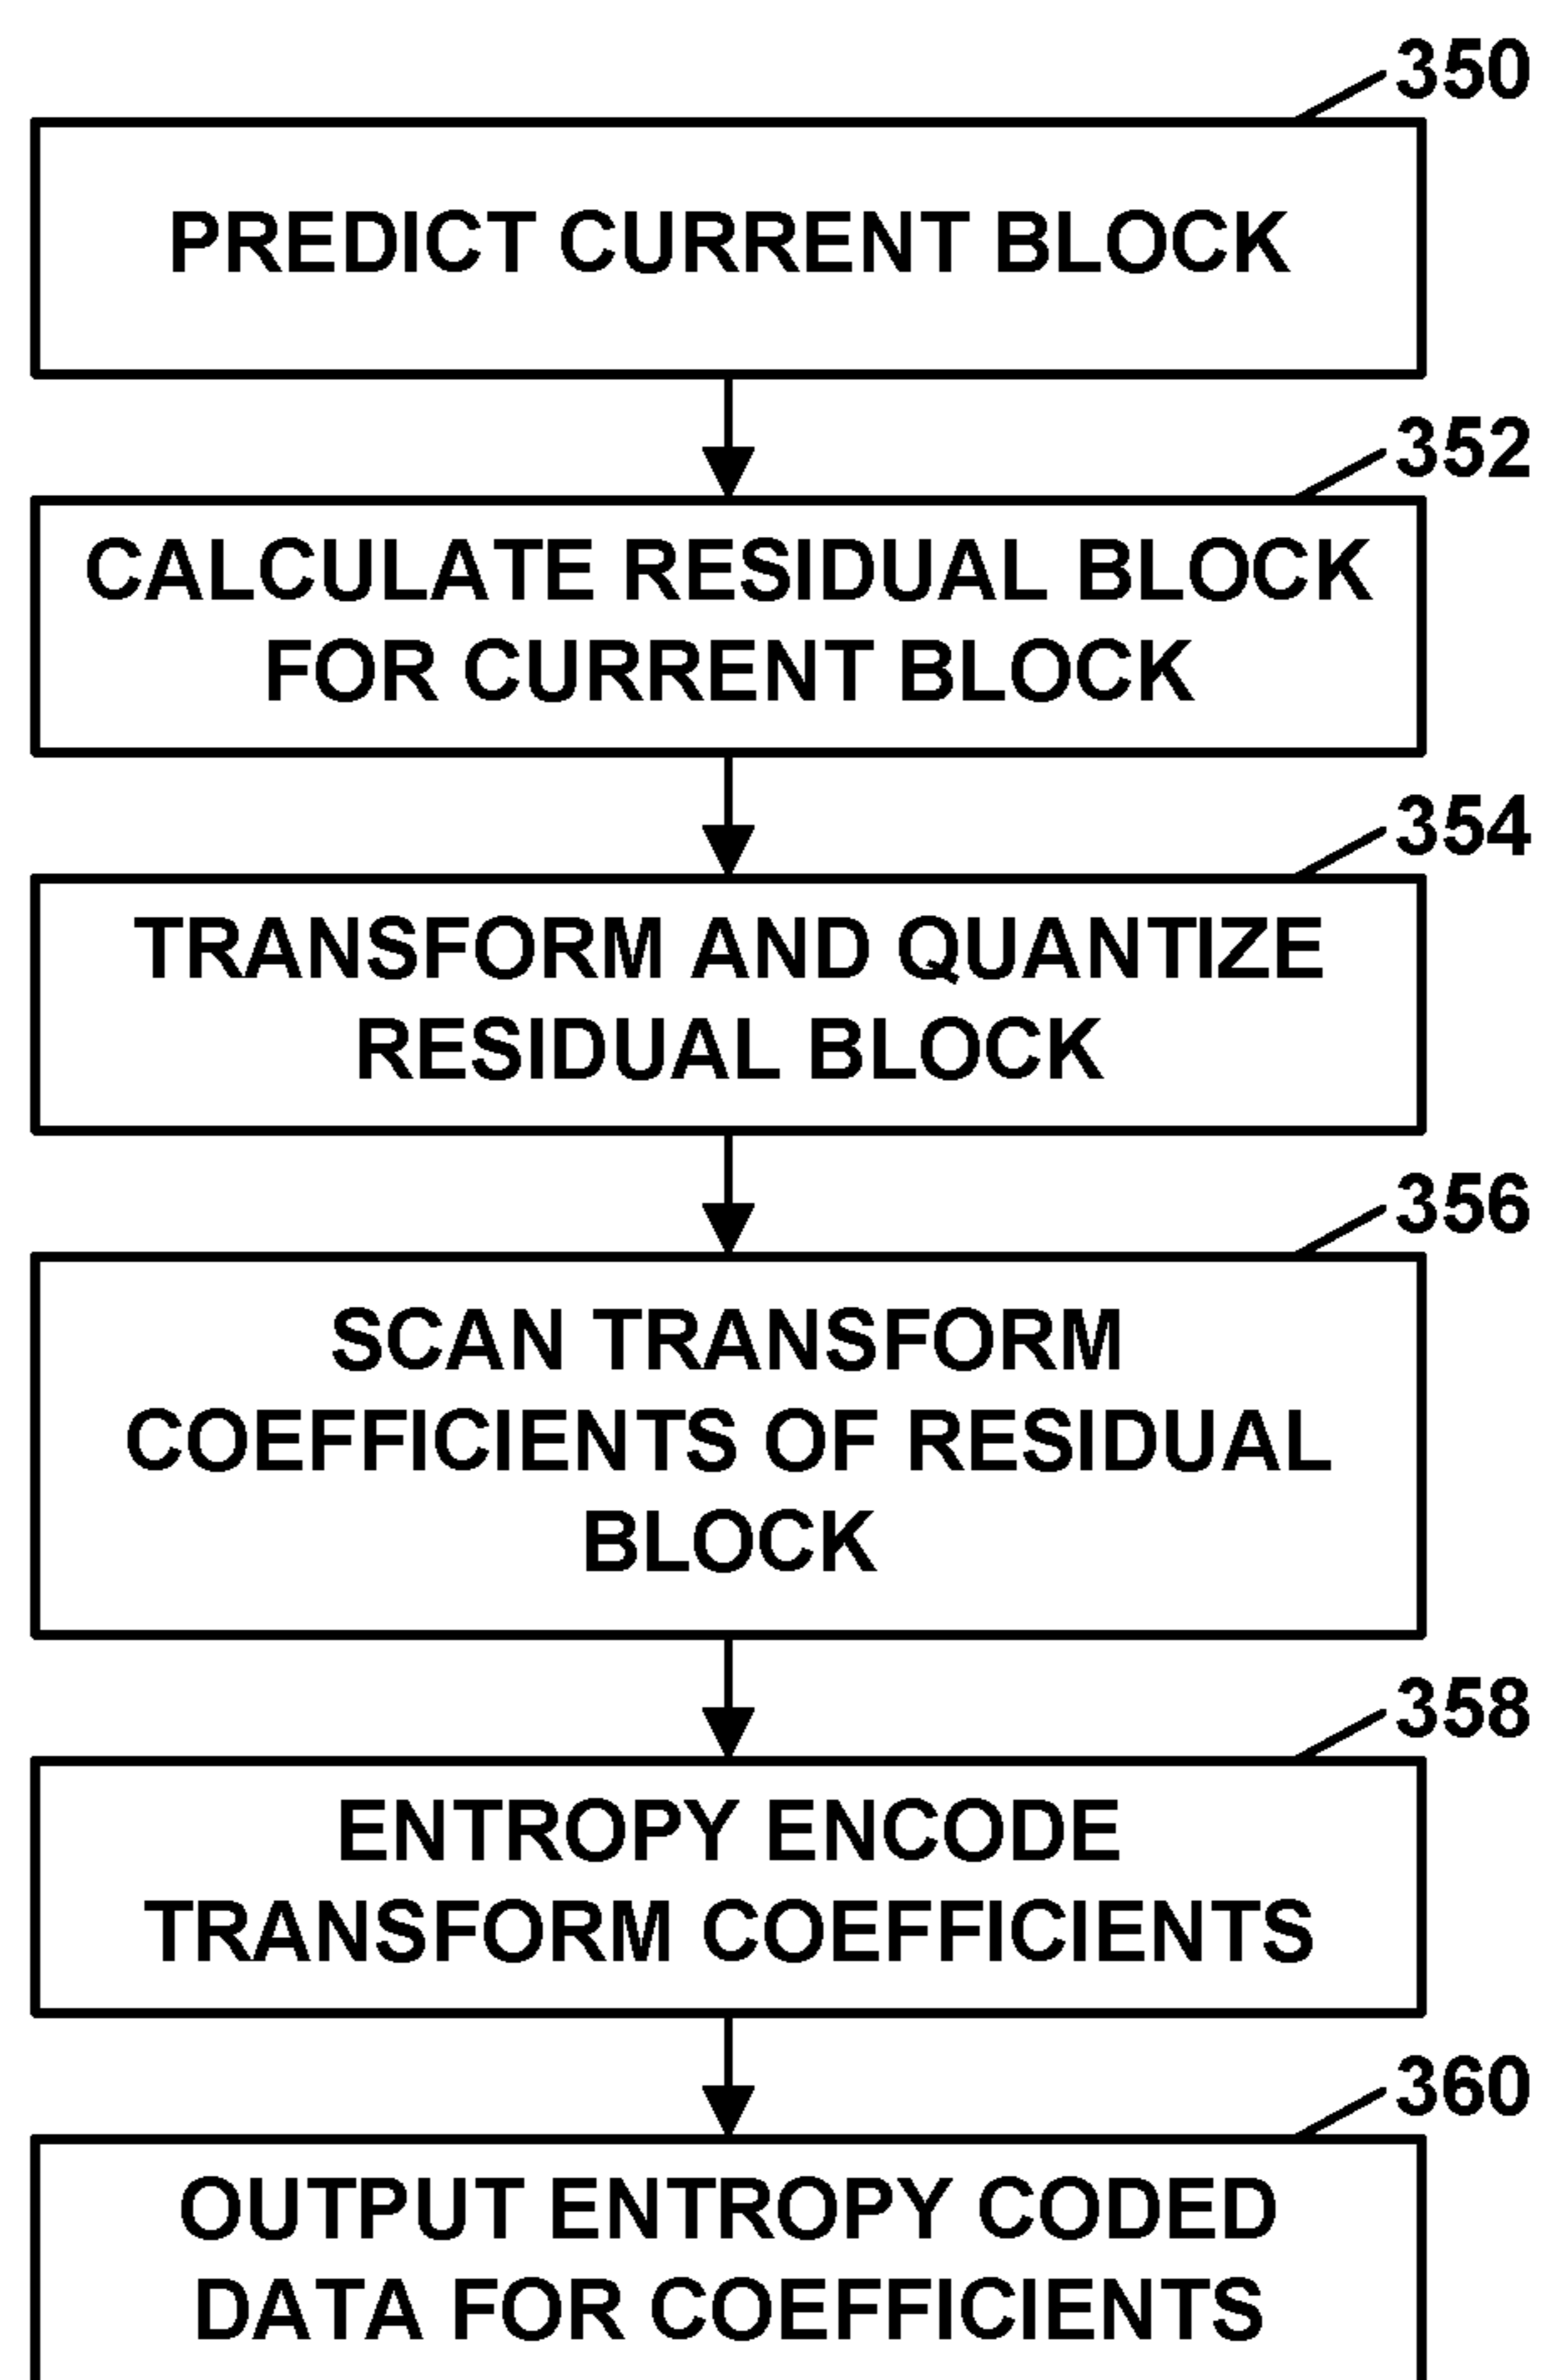 350
PREDICT CURRENT BLOCK
352
CALCULATE RESIDUAL BLOCK
FOR CURRENT BLOCK
354
TRANSFORM AND QUANTIZE
RESIDUAL BLOCK
356
SCAN TRANSFORM
COEFFICIENTS OF RESIDUAL
BLOCK
358
ENTROPY ENCODE
TRANSFORM COEFFICIENTS
360
OUTPUT ENTROPY CODED
DATA FOR COEFFICIENTS